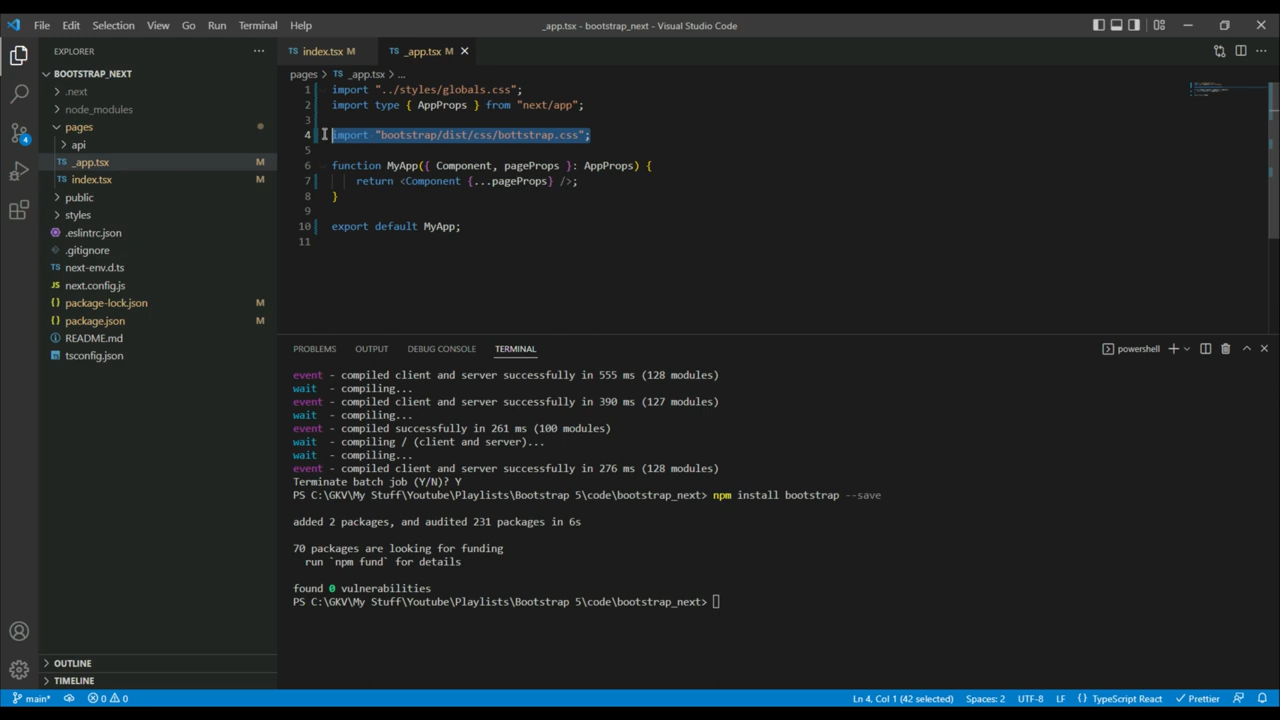 File Edit Selection View Go Run Terminal Help
_app.tsx - bootstrap_next - Visual Studio Code
EXPLORER
BOOTSTRAP_NEXT
.next
node_modules
pages
api
_app.tsx M
index.tsx M
public
styles
.eslintrc.json
.gitignore
next-env.d.ts
next.config.js
package-lock.json M
package.json M
README.md
tsconfig.json
OUTLINE
TIMELINE
4
TS index.tsx M
TS _app.tsx M
pages > TS _app.tsx > ...
1 import "../styles/globals.css";
2 import type { AppProps } from "next/app";
3
4 import "bootstrap/dist/css/bottstrap.css";
5
6 function MyApp({ Component, pageProps }: AppProps) {
7 return <Component {...pageProps} />;
8 }
9
10 export default MyApp;
11
PROBLEMS OUTPUT DEBUG CONSOLE TERMINAL
powershell
event - compiled client and server successfully in 555 ms (128 modules)
wait - compiling...
event - compiled client and server successfully in 390 ms (127 modules)
wait - compiling...
event - compiled successfully in 261 ms (100 modules)
wait - compiling / (client and server)...
wait - compiling...
event - compiled client and server successfully in 276 ms (128 modules)
Terminate batch job (Y/N)? Y
PS C:\GKV\My Stuff\Youtube\Playlists\Bootstrap 5\code\bootstrap_next> npm install bootstrap --save
added 2 packages, and audited 231 packages in 6s
70 packages are looking for funding
run `npm fund` for details
found 0 vulnerabilities
PS C:\GKV\My Stuff\Youtube\Playlists\Bootstrap 5\code\bootstrap_next>
main* 0 0
Ln 4, Col 1 (42 selected) Spaces: 2 UTF-8 LF {} TypeScript React Prettier